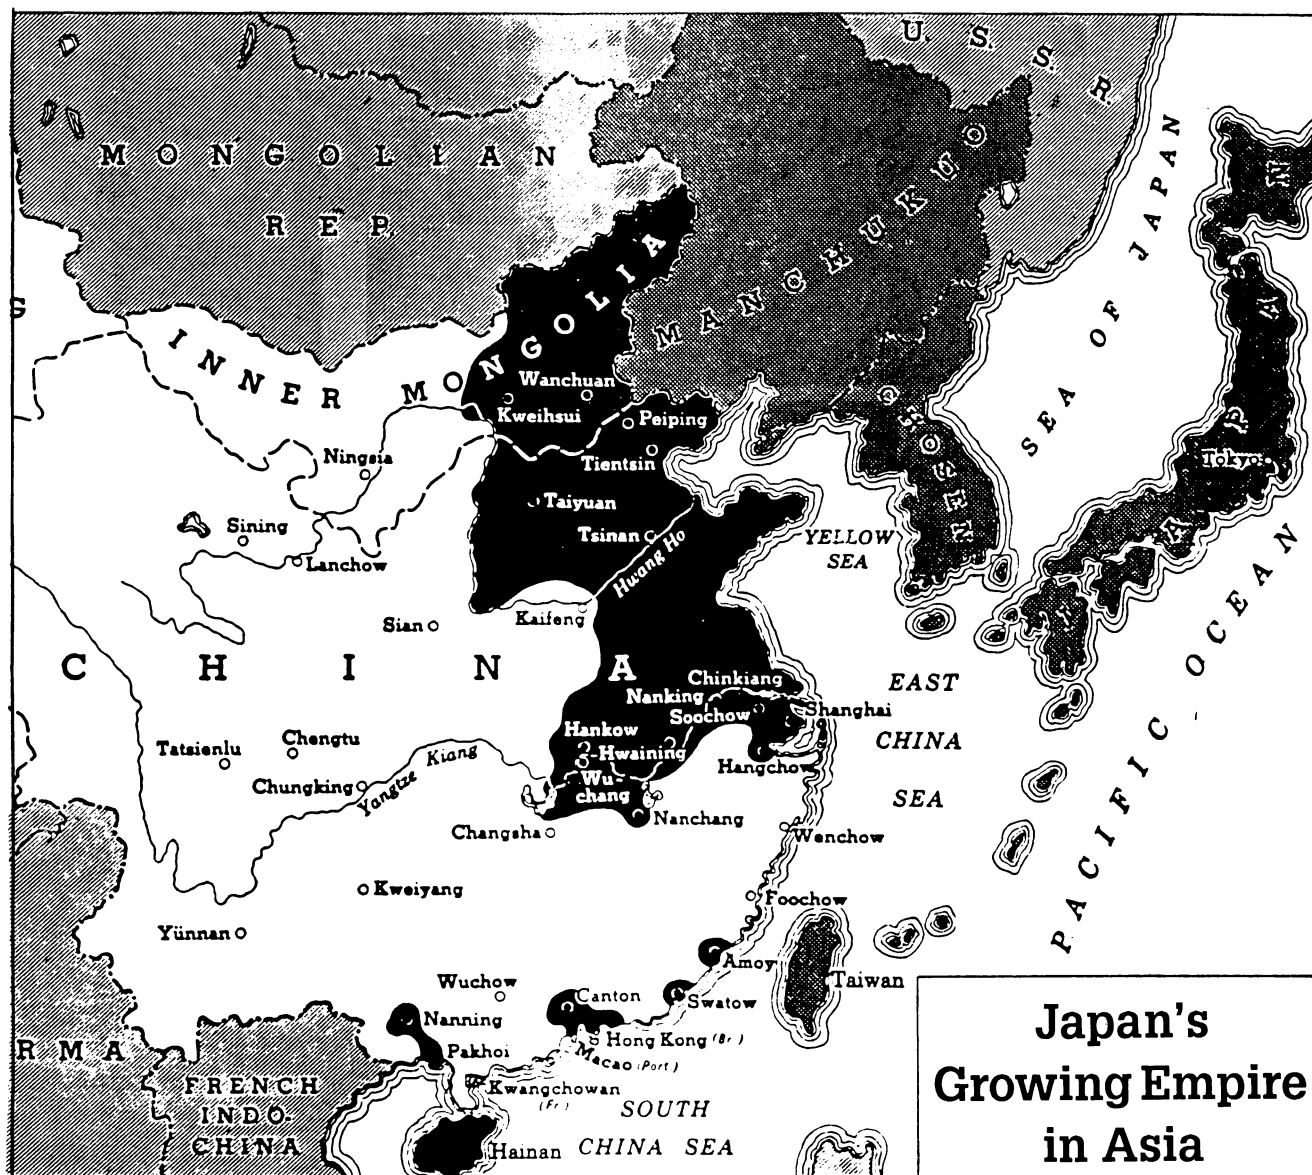 U. S. S. R.
MONGOLIAN
REP.
MANCHUKUO
SEA OF JAPAN
JAPAN
G
INNER MONGOLIA
Wanchuan
Kweihsui
Peiping
CHOSEN
Ningsia
Tientsin
Tokyo
Taiyuan
Sining
Tsinan
YELLOW
SEA
Lanchow
Huang Ho
Kaifeng
Sian
CHINA
PACIFIC OCEAN
Chinkiang
EAST
Nanking
Soochow
Shanghai
Hankow
CHINA
Chengtu
Tatsienlu
Hwaining
Hangchow
Yangtze Kiang
Chungking
Wu-
chang
SEA
Nanchang
Changsha
Wenchow
Kweiyang
Foochow
Yünnan
Amoy
Taiwan
Wuchow
Canton
Swatow
Nanning
Hong Kong (Br.)
RMA
Pakhoi
Macao (Port.)
FRENCH
INDO-
CHINA
Kwangchowan
(Fr.)
SOUTH
CHINA SEA
Hainan
Japan's
Growing Empire
in Asia